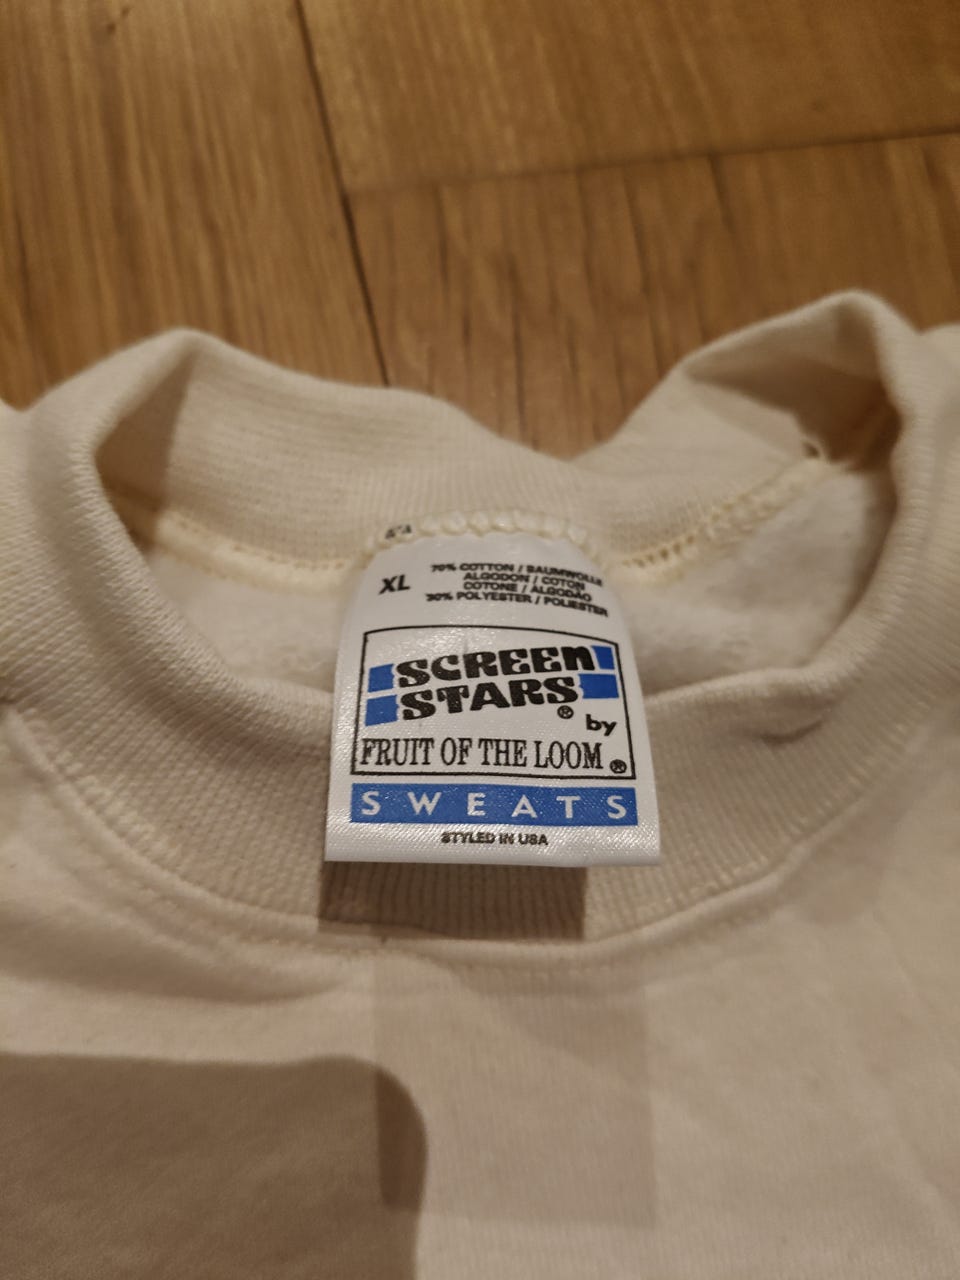 XL
70% COTTON / BAUMWOLLE
ALGODON / COTON
COTONE / ALGODÃO
30% POLYESTER / POLIESTER
SCREEN
STARS®
by
FRUIT OF THE LOOM®
SWEATS
STYLED IN USA